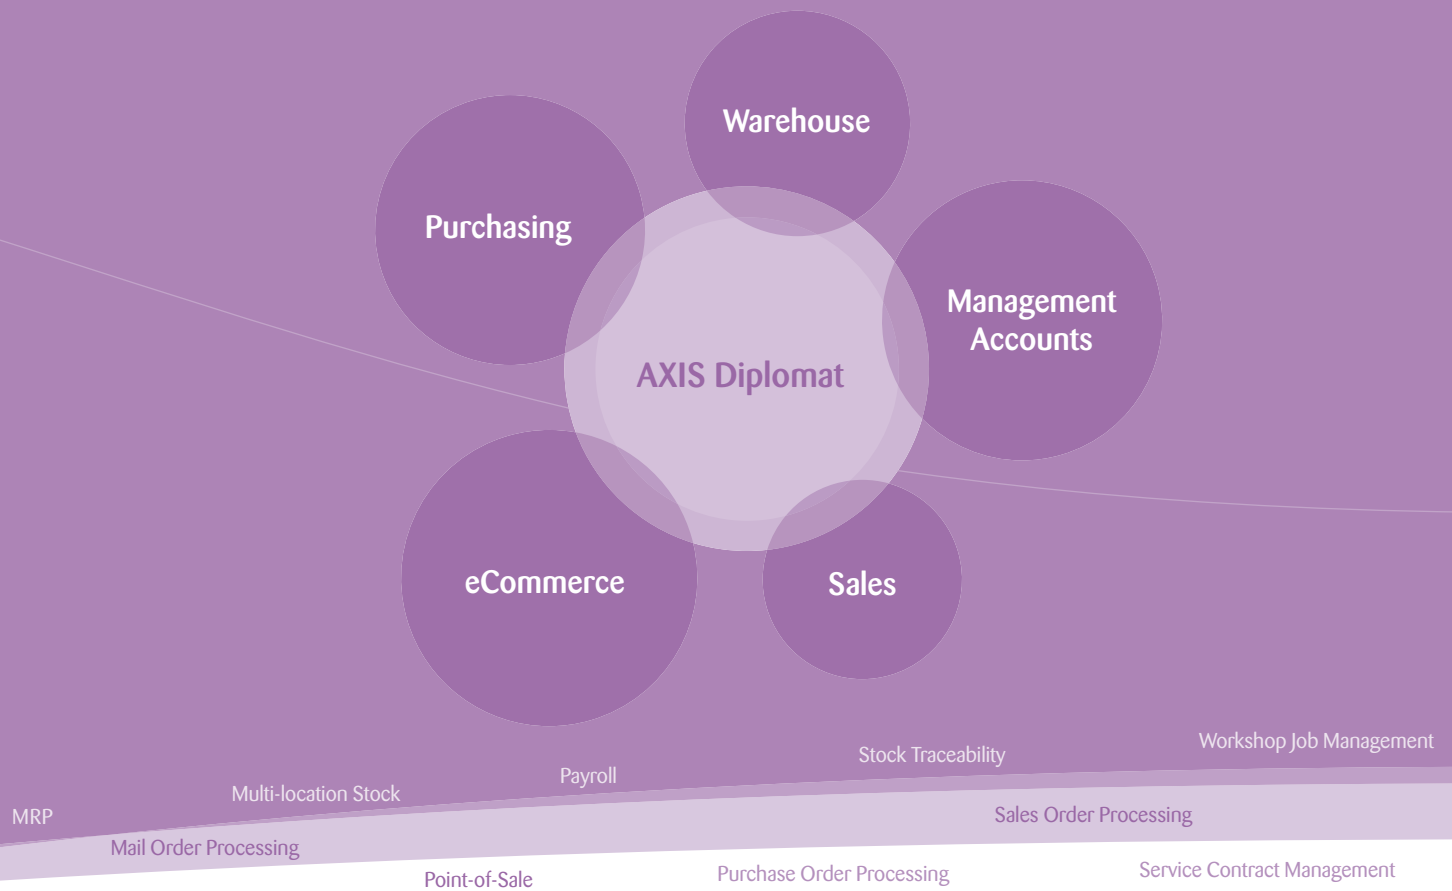 Warehouse
Purchasing
Management
Accounts
AXIS Diplomat
eCommerce
Sales
Workshop Job Management
Stock Traceability
Payroll
Multi-location Stock
MRP
Sales Order Processing
Mail Order Processing
Point-of-Sale
Purchase Order Processing
Service Contract Management